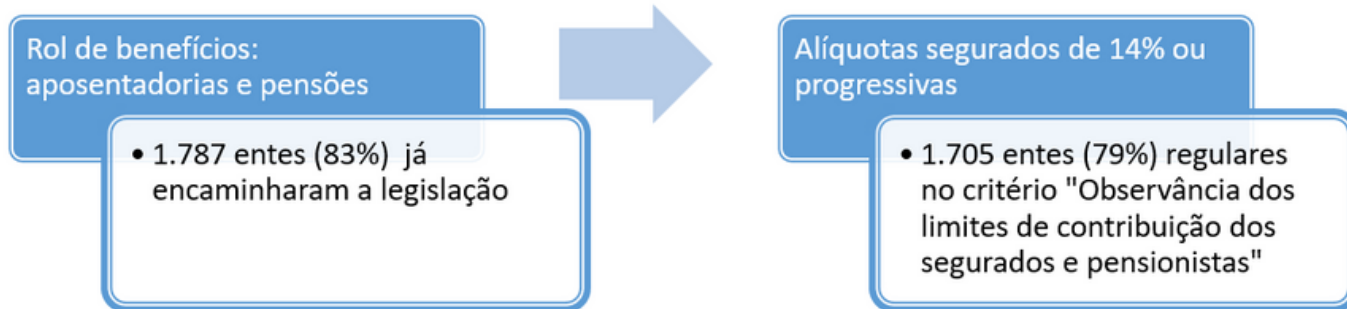 Rol de benefícios:
aposentadorias e pensões
• 1.787 entes (83%)  já
encaminharam a legislação
Alíquotas segurados de 14% ou
progressivas
• 1.705 entes (79%) regulares
no critério "Observância dos
limites de contribuição dos
segurados e pensionistas"